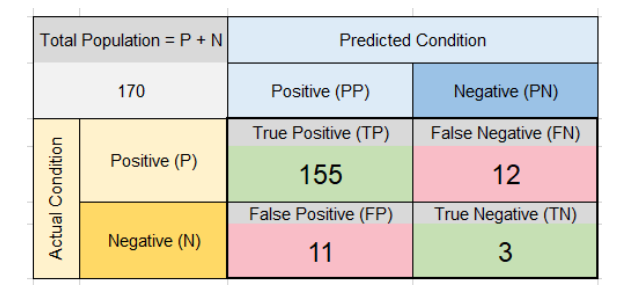 Total Population = P + N
Predicted Condition
170
Positive (PP)
Negative (PN)
Actual Condition
Positive (P)
True Positive (TP)
False Negative (FN)
155
12
Negative (N)
False Positive (FP)
True Negative (TN)
11
3